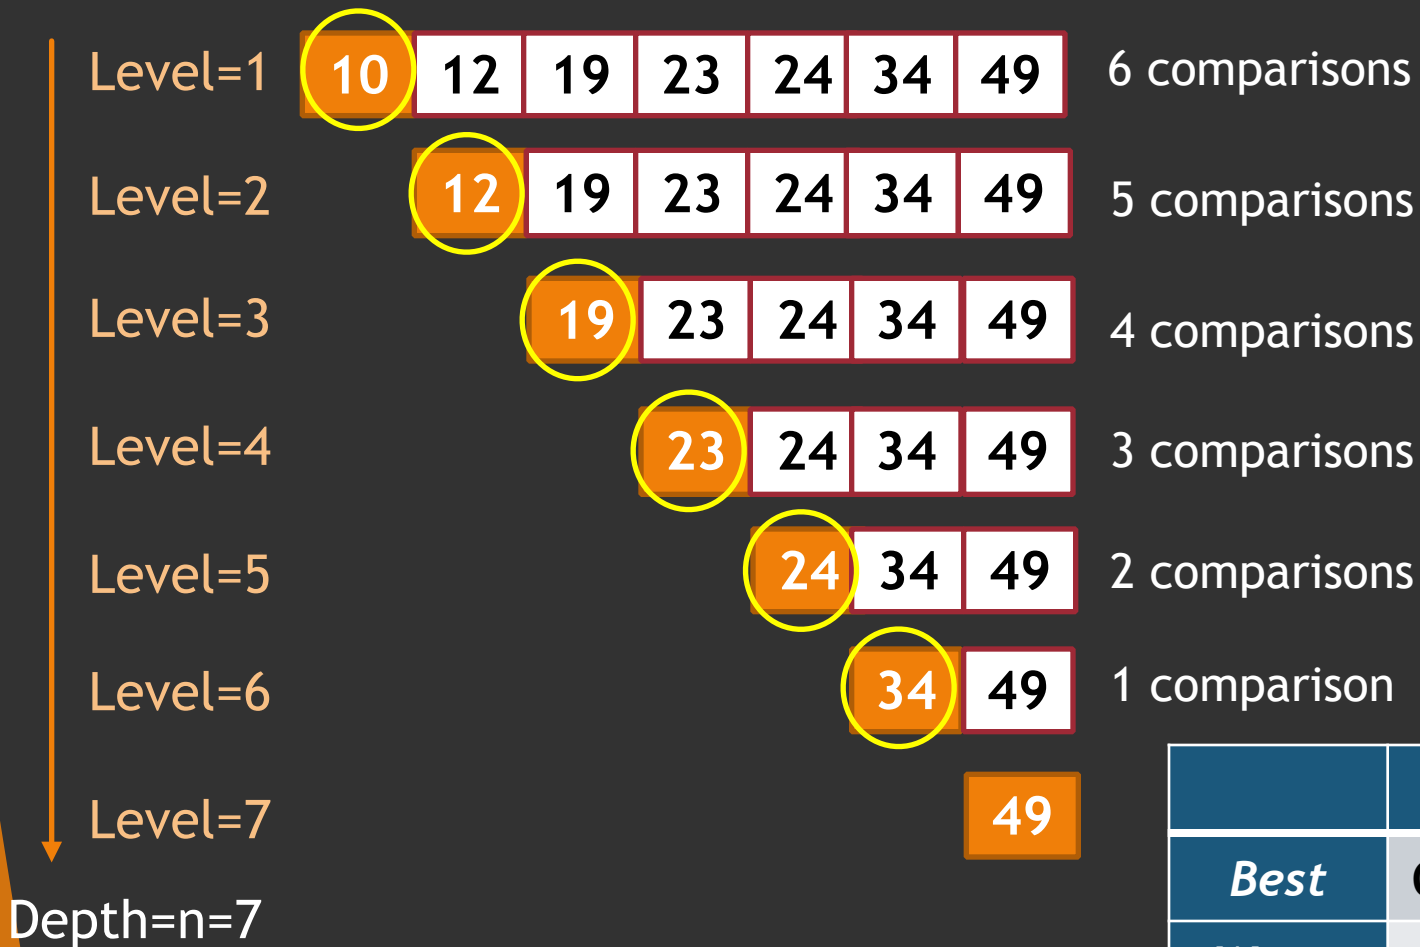 Level=1 10 12 19 23 24 34 49 6 comparisons
Level=2 12 19 23 24 34 49 5 comparisons
Level=3 19 23 24 34 49 4 comparisons
Level=4 23 24 34 49 3 comparisons
Level=5 24 34 49 2 comparisons
Level=6 34 49 1 comparison
Level=7 49
Best
Depth=n=7